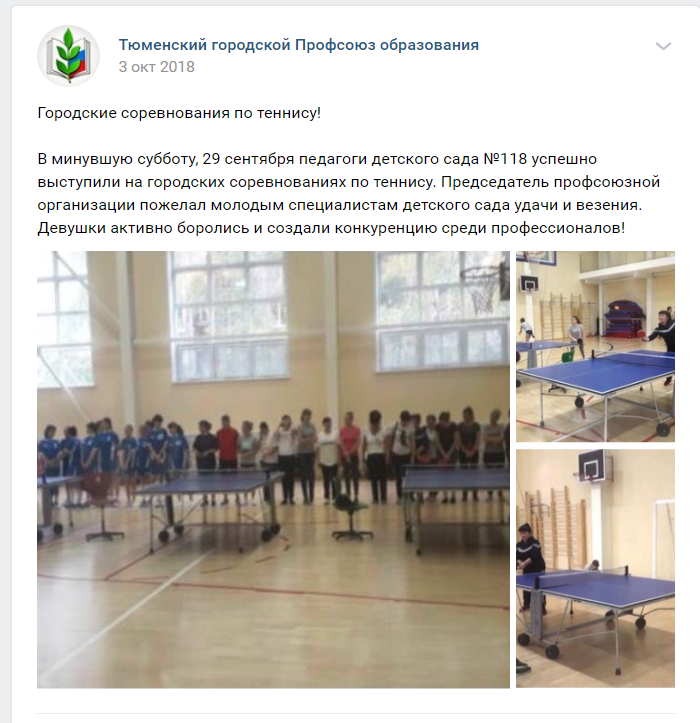 Тюменский городской Профсоюз образования
3 окт 2018
Городские соревнования по теннису!
В минувшую субботу, 29 сентября педагоги детского сада №118 успешно
выступили на городских соревнованиях по теннису. Председатель профсоюзной
организации пожелал молодым специалистам детского сада удачи и везения.
Девушки активно боролись и создали конкуренцию среди профессионалов!